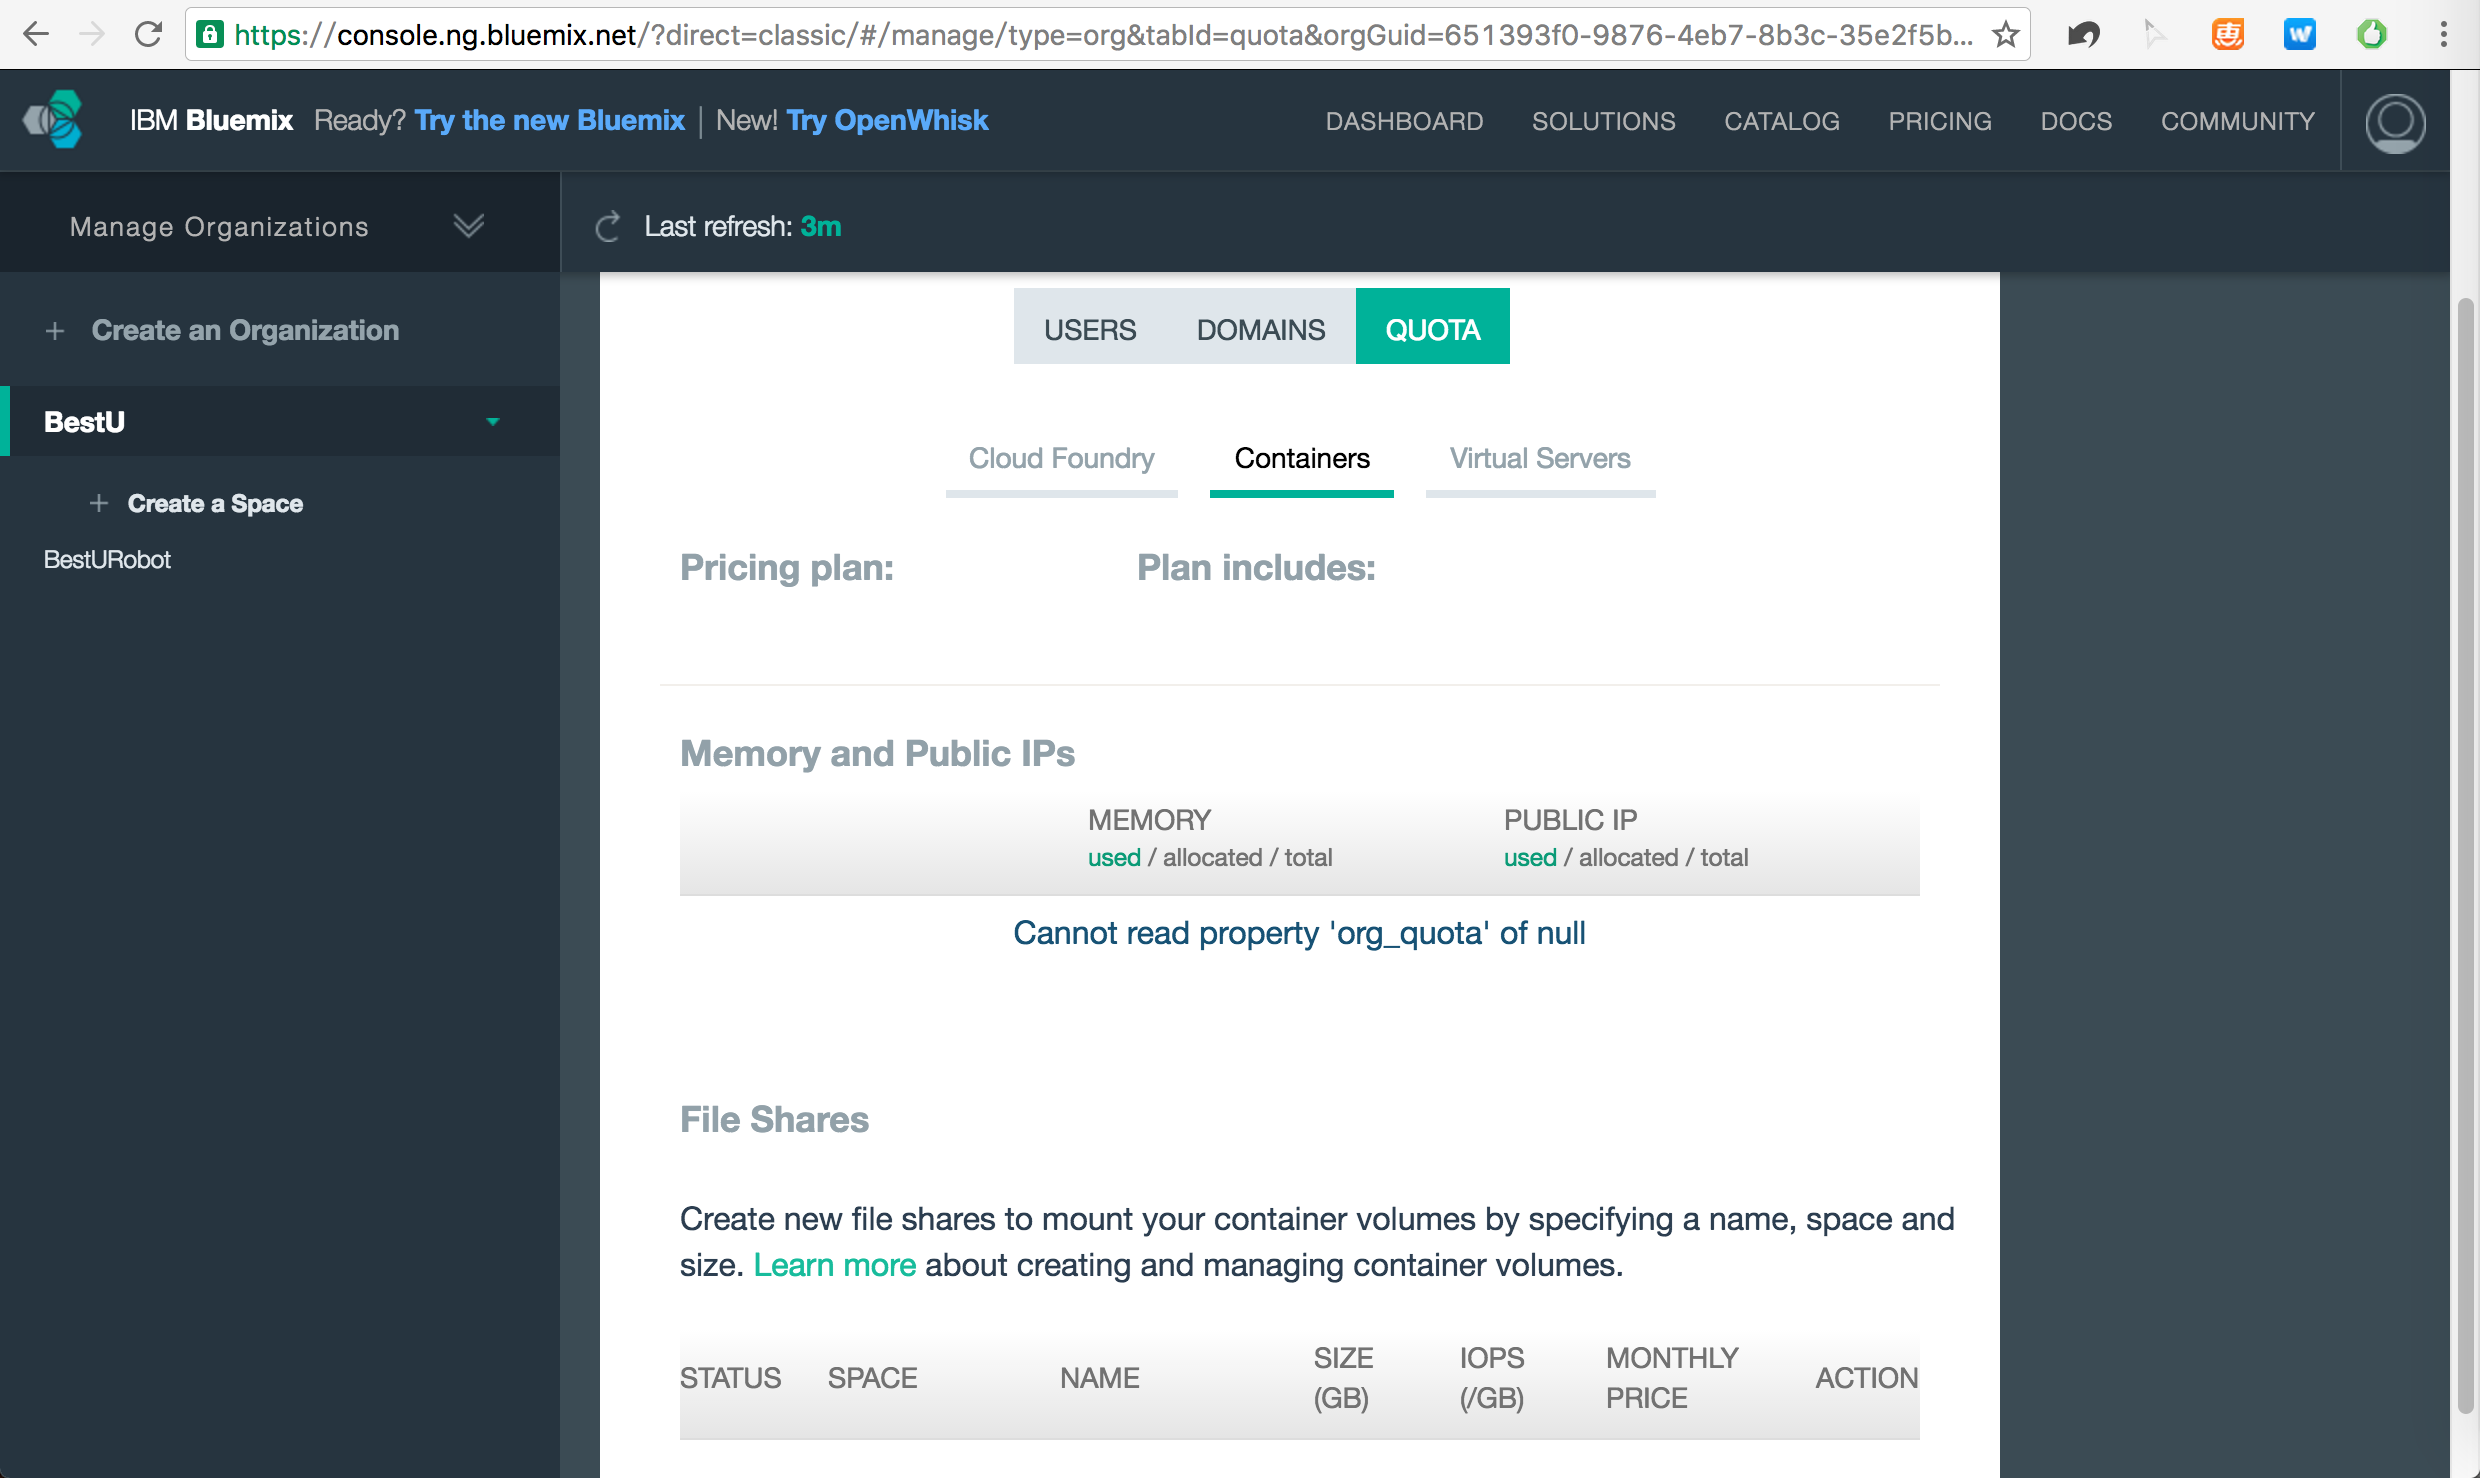 https://console.ng.bluemix.net/?direct=classic/#/manage/type=org&tabId=quota&orgGuid=651393f0-9876-4eb7-8b3c-35e2f5b...
惠
w
IBM Bluemix Ready? Try the new Bluemix | New! Try OpenWhisk
DASHBOARD SOLUTIONS CATALOG PRICING DOCS COMMUNITY
Manage Organizations
Last refresh: 3m
+ Create an Organization
BestU
+ Create a Space
BestURobot
USERS DOMAINS QUOTA
Cloud Foundry Containers Virtual Servers
Pricing plan: Plan includes:
Memory and Public IPs
MEMORY PUBLIC IP
used / allocated / total used / allocated / total
Cannot read property 'org_quota' of null
File Shares
Create new file shares to mount your container volumes by specifying a name, space and
size. Learn more about creating and managing container volumes.
STATUS SPACE NAME SIZE (GB) IOPS (/GB) MONTHLY PRICE ACTION